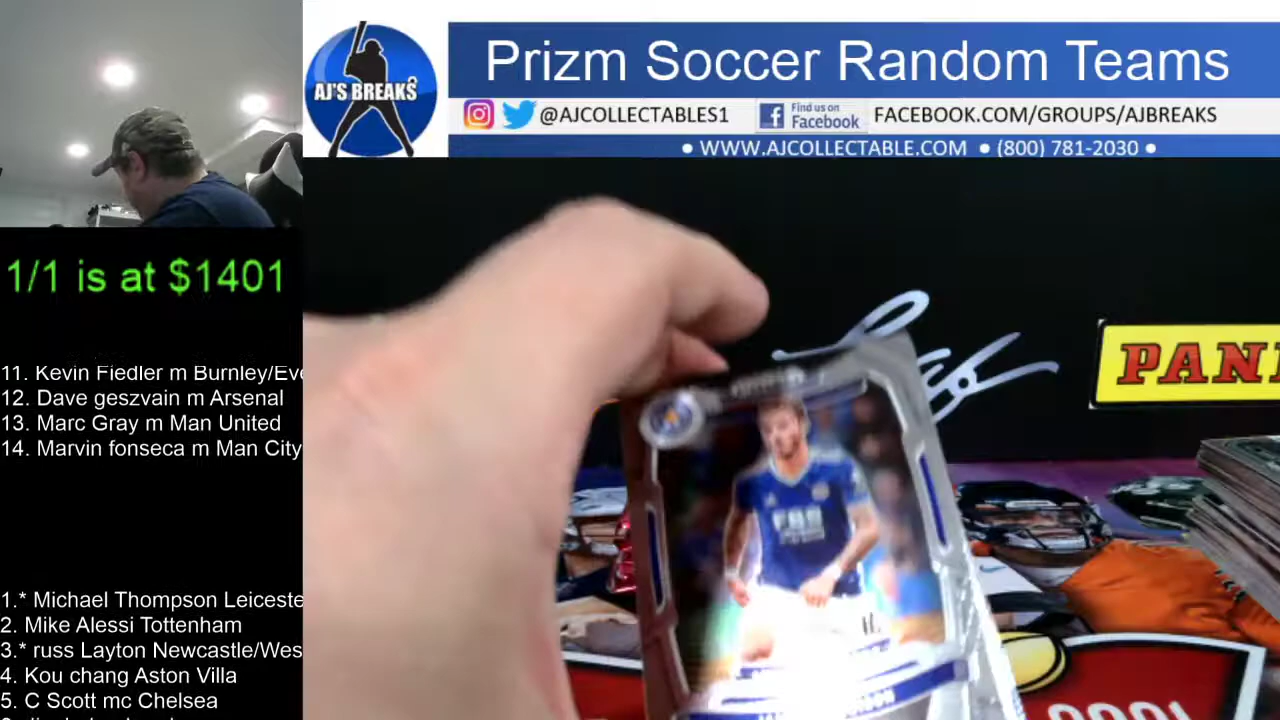 AJ'S BREAKS
Prizm Soccer Random Teams
@AJCOLLECTABLES1
Find us on
Facebook
FACEBOOK.COM/GROUPS/AJBREAKS
• WWW.AJCOLLECTABLE.COM • (800) 781-2030 •
1/1 is at $1401
11. Kevin Fiedler m Burnley/Eve
12. Dave geszvain m Arsenal
13. Marc Gray m Man United
14. Marvin fonseca m Man City
1.* Michael Thompson Leiceste
2. Mike Alessi Tottenham
3.* russ Layton Newcastle/Wes
4. Kou chang Aston Villa
5. C Scott mc Chelsea
PANI